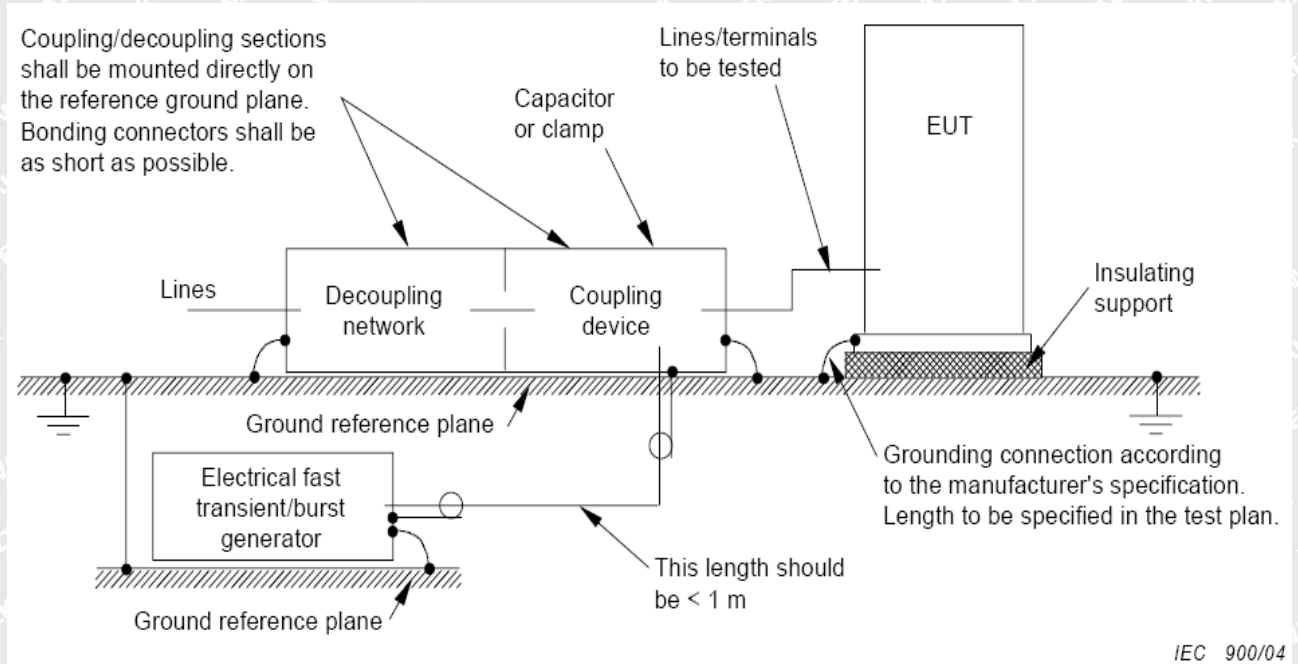 Coupling/decoupling sections
shall be mounted directly on
the reference ground plane.
Bonding connectors shall be
as short as possible.
Capacitor
or clamp
Lines/terminals
to be tested
EUT
Lines
Decoupling
network
Coupling
device
Insulating
support
Ground reference plane
Electrical fast
transient/burst
generator
Grounding connection according
to the manufacturer's specification.
Length to be specified in the test plan.
This length should
be < 1 m
Ground reference plane
IEC 900/04